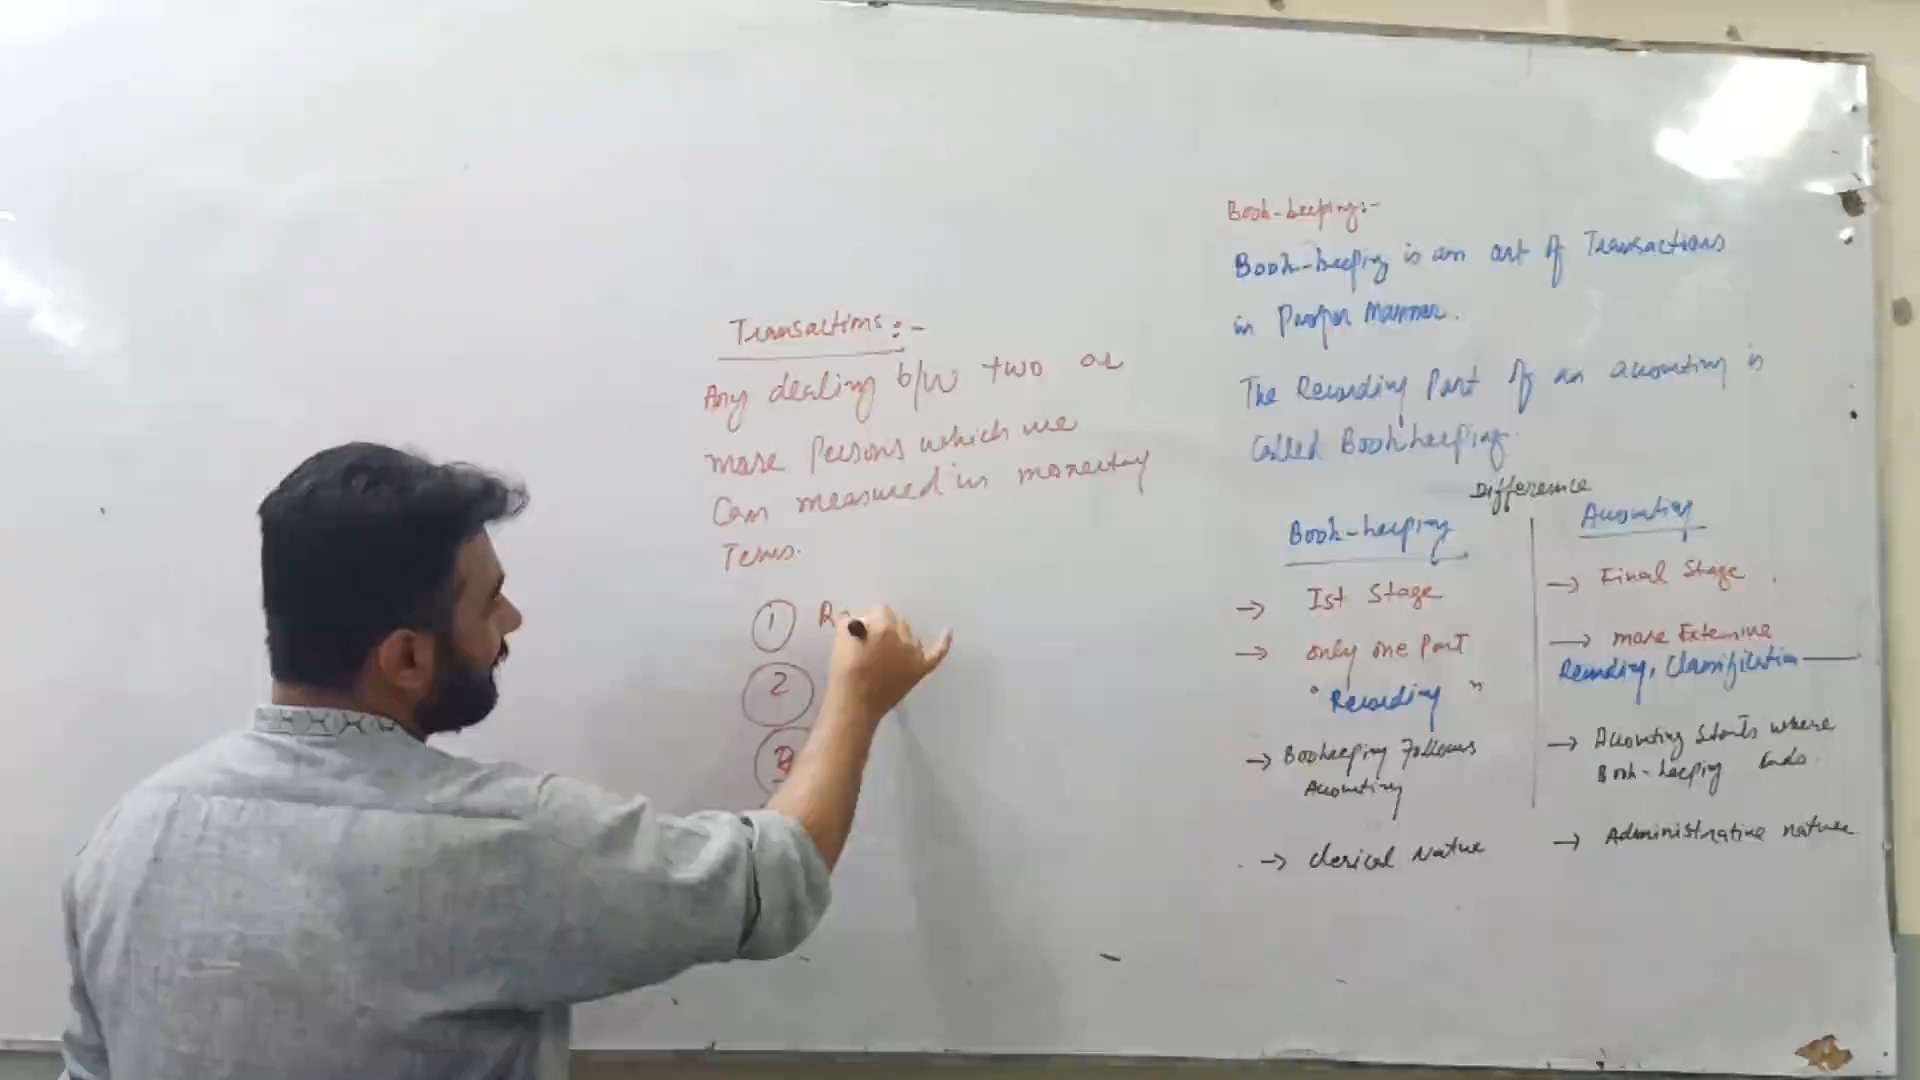 Transactions:-
Any dealing b/w two or
more Persons which we
Can measured in monetary
Terms.
1 R
2
3
Book-keeping:-
Book-keeping is an art of Transactions
in Proper Manner.
The Recording Part of an accounting is
Called Bookkeeping.
Difference
Book-keeping
→ Ist Stage
→ only one Part
"Recording"
→ Bookeeping Follows
Accounting
→ clerical Nature
Accounting
→ Final Stage
→ more Extensive
Recording, Classification
→ Accounting Starts where
Book-keeping Ends.
→ Administrative nature